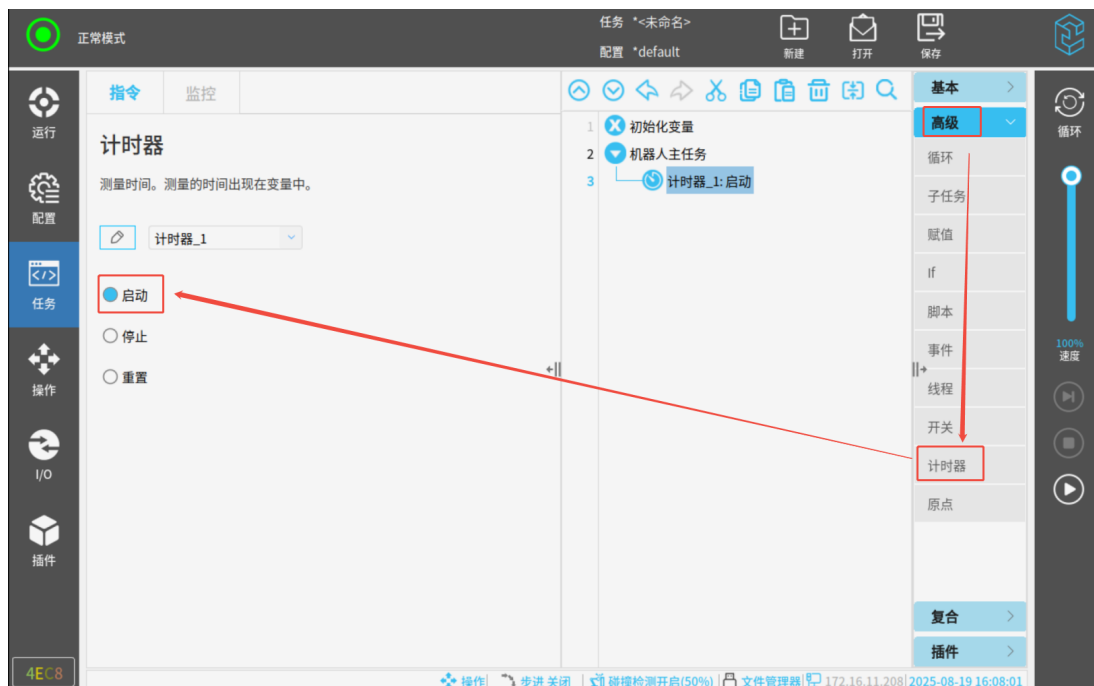 正常模式
任务 *<未命名>
配置 *default
新建
打开
保存
运行
配置
任务
操作
I/O
插件
4EC8
指令
监控
计时器
测量时间。测量的时间出现在变量中。
计时器_1
启动
停止
重置
1 初始化变量
2 机器人主任务
3 计时器_1: 启动
基本
高级
循环
子任务
赋值
If
脚本
事件
线程
开关
计时器
原点
复合
插件
循环
100%
速度
操作 步进 关闭 碰撞检测开启(50%) 文件管理器 172.16.11.208 2025-08-19 16:08:01